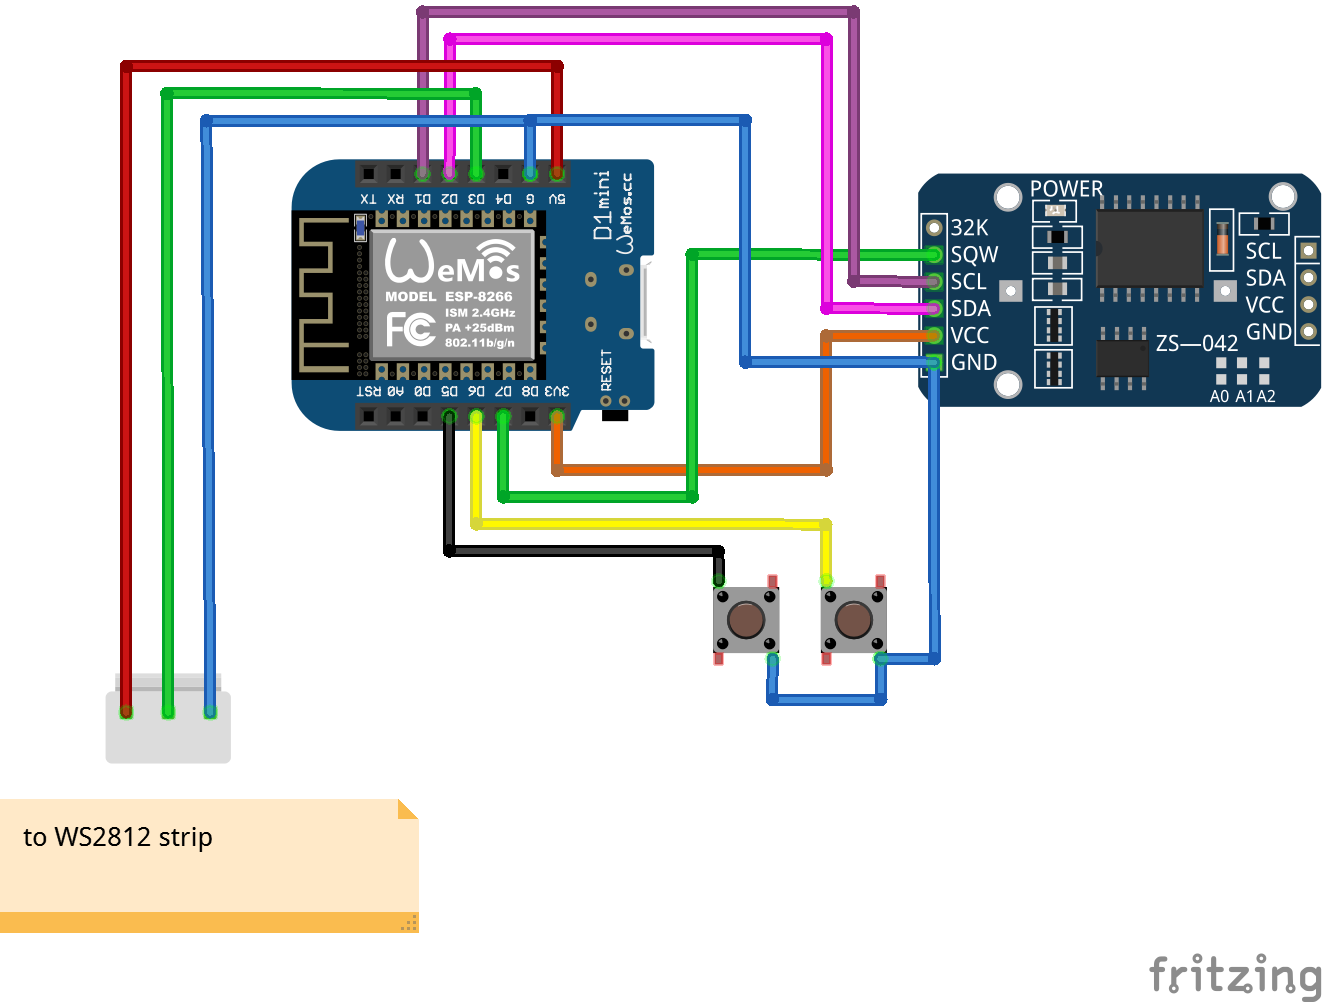 TX
RX
D1
D2
D3
D4
G
5V
D1mini
WeMos.cc
WeMos
MODEL ESP-8266
ISM 2.4GHz
PA +25dBm
802.11b/g/n
FC
RST
A0
D0
D5
D6
D7
D8
3V3
RESET
POWER
32K
SQW
SCL
SDA
VCC
GND
SCL
SDA
VCC
GND
ZS—042
A0 A1 A2
to WS2812 strip
fritzing